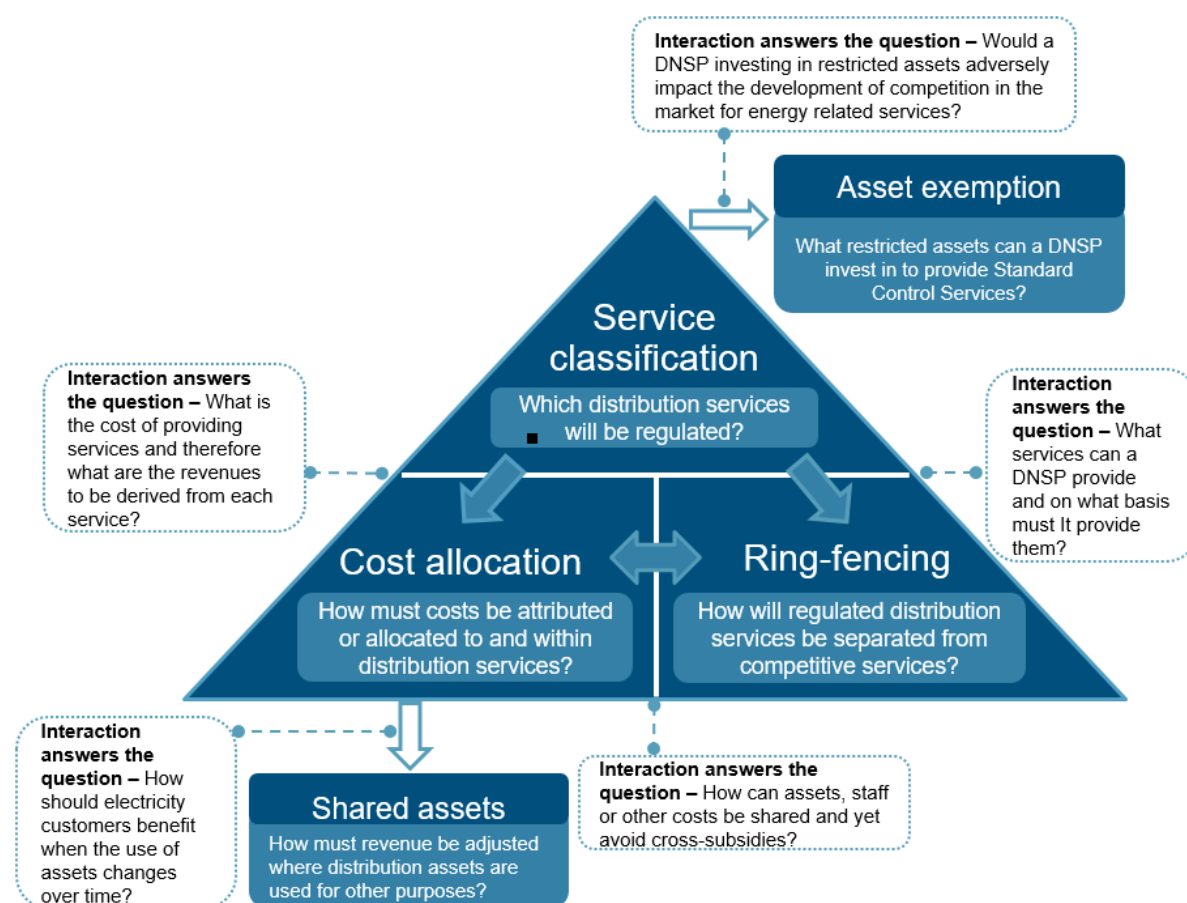 Interaction answers the question – Would a
DNSP investing in restricted assets adversely
impact the development of competition in the
market for energy related services?
Asset exemption
What restricted assets can a DNSP
invest in to provide Standard
Control Services?
Service
classification
Which distribution services
will be regulated?
Interaction answers
the question – What is
the cost of providing
services and therefore
what are the revenues
to be derived from each
service?
Interaction
answers the
question – What
services can a
DNSP provide
and on what basis
must It provide
them?
Cost allocation
How must costs be attributed
or allocated to and within
distribution services?
Ring-fencing
How will regulated distribution
services be separated from
competitive services?
Interaction
answers the
question – How
should electricity
customers benefit
when the use of
assets changes
over time?
Shared assets
How must revenue be adjusted
where distribution assets are
used for other purposes?
Interaction answers the
question – How can assets, staff
or other costs be shared and yet
avoid cross-subsidies?